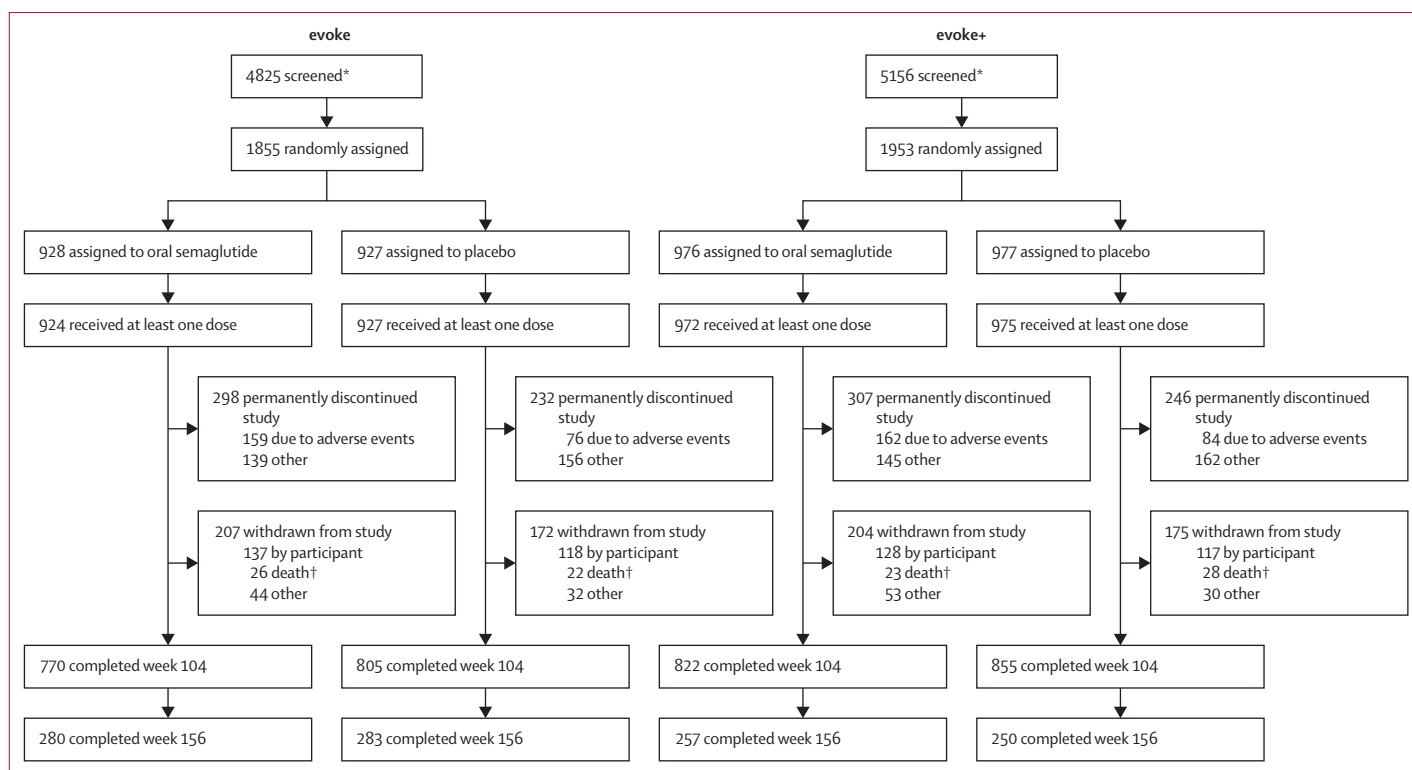 evoke
4825 screened*
1855 randomly assigned
928 assigned to oral semaglutide
927 assigned to placebo
924 received at least one dose
927 received at least one dose
298 permanently discontinued
study
159 due to adverse events
139 other
232 permanently discontinued
study
76 due to adverse events
156 other
207 withdrawn from study
137 by participant
26 death†
44 other
172 withdrawn from study
118 by participant
22 death†
32 other
770 completed week 104
805 completed week 104
280 completed week 156
283 completed week 156
evoke+
5156 screened*
1953 randomly assigned
976 assigned to oral semaglutide
977 assigned to placebo
972 received at least one dose
975 received at least one dose
307 permanently discontinued
study
162 due to adverse events
145 other
246 permanently discontinued
study
84 due to adverse events
162 other
204 withdrawn from study
128 by participant
23 death†
53 other
175 withdrawn from study
117 by participant
28 death†
30 other
822 completed week 104
855 completed week 104
257 completed week 156
250 completed week 156